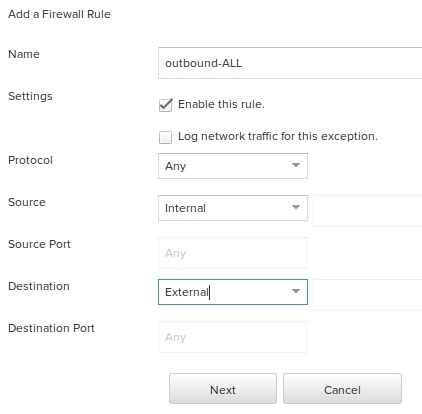 Add a Firewall Rule
Name
outbound-ALL
Settings
Enable this rule.
Log network traffic for this exception.
Protocol
Any
Source
Internal
Source Port
Any
Destination
External
Destination Port
Any
Next
Cancel